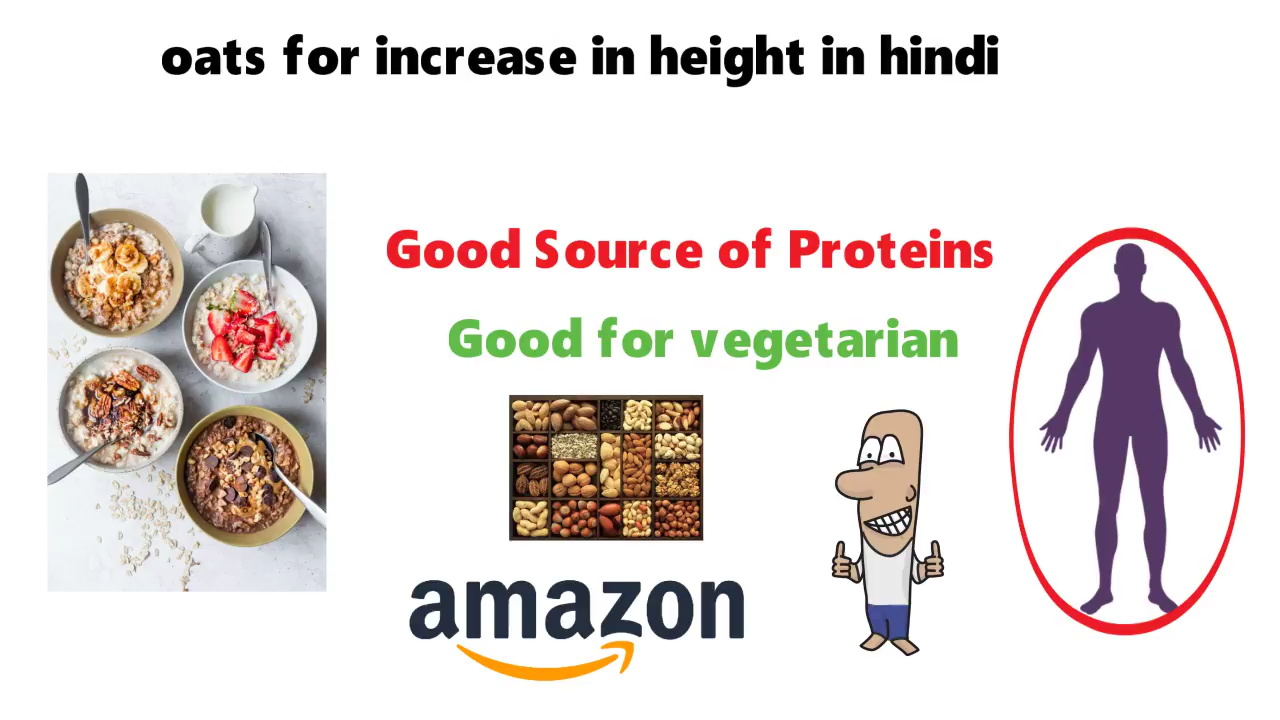 oats for increase in height in hindi
Good Source of Proteins
Good for vegetarian
amazon